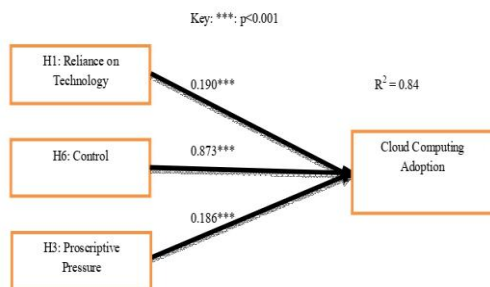 Key: ***: p<0.001
H1: Reliance on
Technology
0.190***
R² = 0.84
H6: Control
0.873***
Cloud Computing
Adoption
0.186***
H3: Proscriptive
Pressure